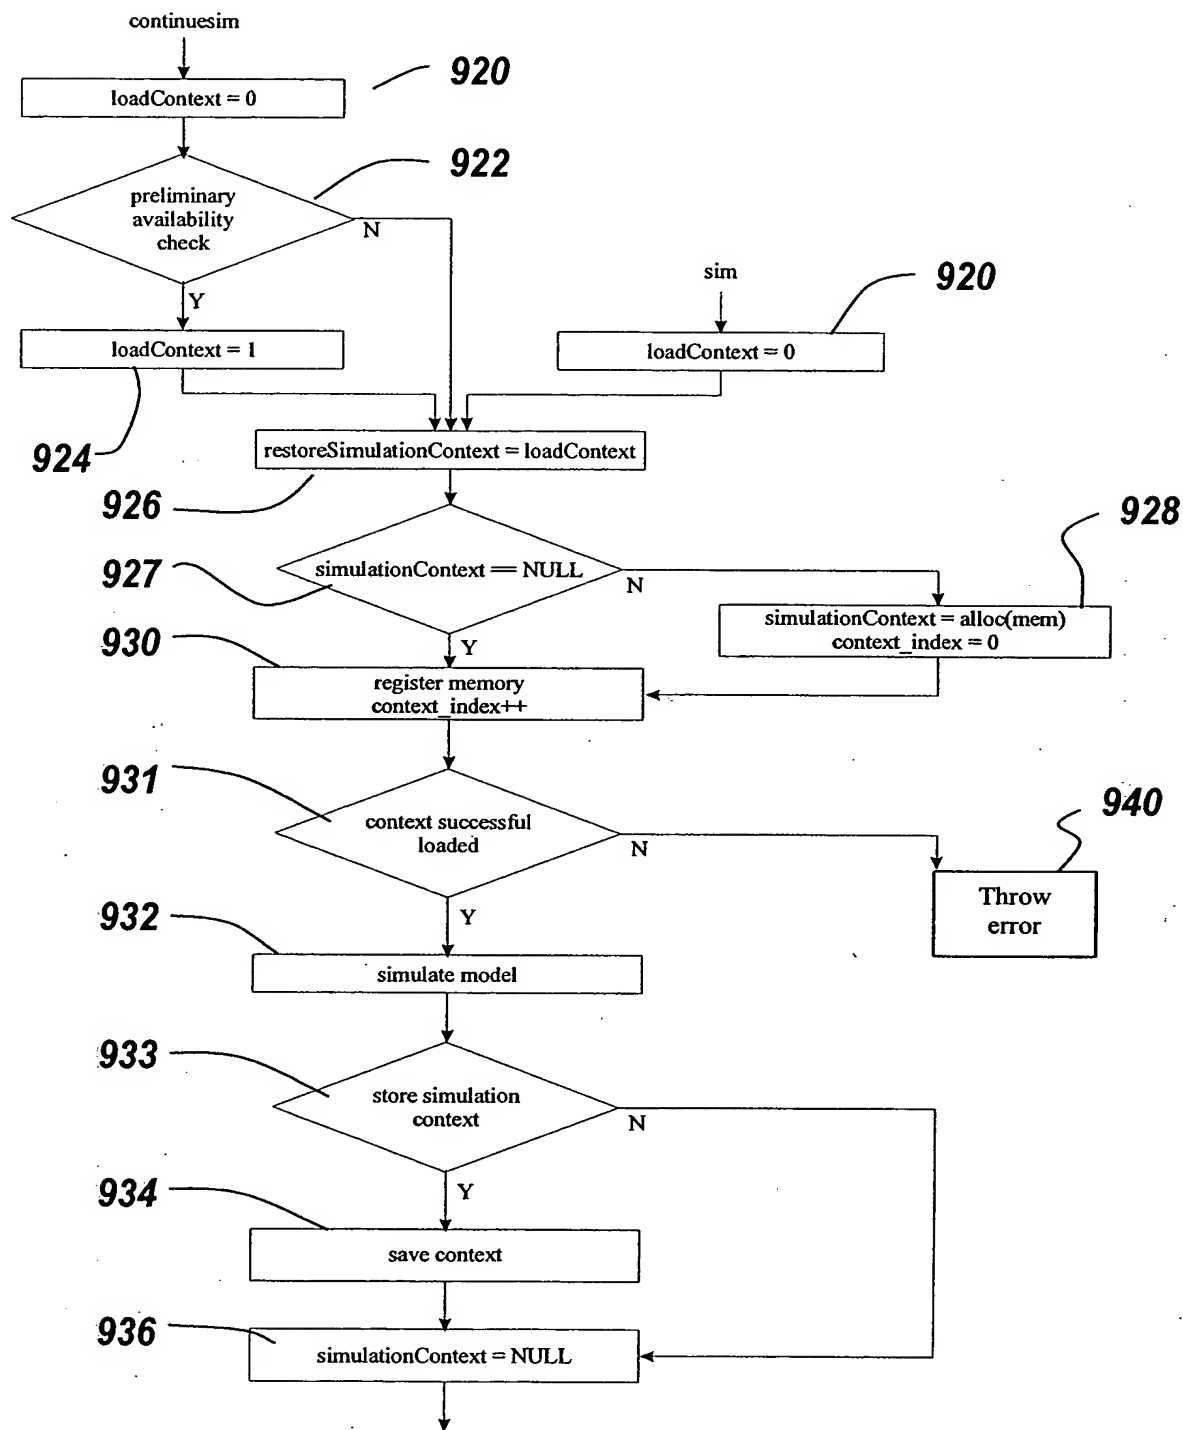 continuesim
loadContext = 0
920
preliminary
availability
check
922
N
Y
loadContext = 1
924
sim
920
loadContext = 0
restoreSimulationContext = loadContext
926
simulationContext == NULL
927
N
Y
928
simulationContext = alloc(mem)
context_index = 0
930
register memory
context_index++
931
context successful
loaded
N
Y
940
Throw
error
932
simulate model
933
store simulation
context
N
Y
934
save context
936
simulationContext = NULL